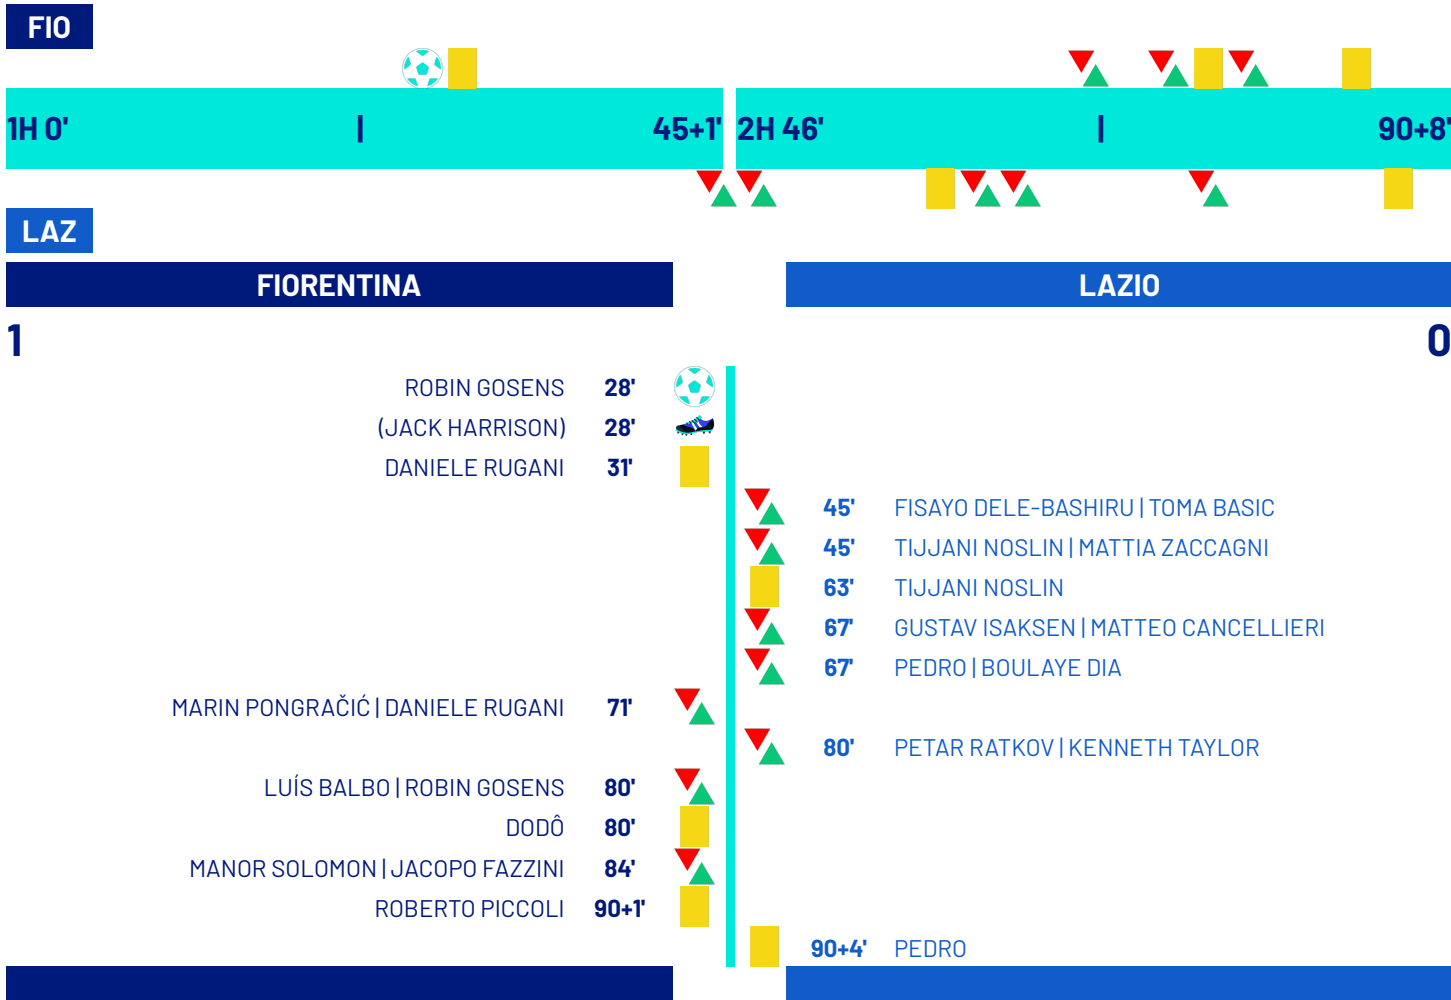 FIO
1H 0' | 45+1' 2H 46' | 90+8'
LAZ
FIORENTINA LAZIO
1 0
ROBIN GOSENS 28'
(JACK HARRISON) 28'
DANIELE RUGANI 31'
45' FISAYO DELE-BASHIRU | TOMA BASIC
45' TIJJANI NOSLIN | MATTIA ZACCAGNI
63' TIJJANI NOSLIN
67' GUSTAV ISAKSEN | MATTEO CANCELLIERI
67' PEDRO | BOULAYE DIA
MARIN PONGRAČIĆ | DANIELE RUGANI 71'
80' PETAR RATKOV | KENNETH TAYLOR
LUÍS BALBO | ROBIN GOSENS 80'
DODÔ 80'
MANOR SOLOMON | JACOPO FAZZINI 84'
ROBERTO PICCOLI 90+1'
90+4' PEDRO